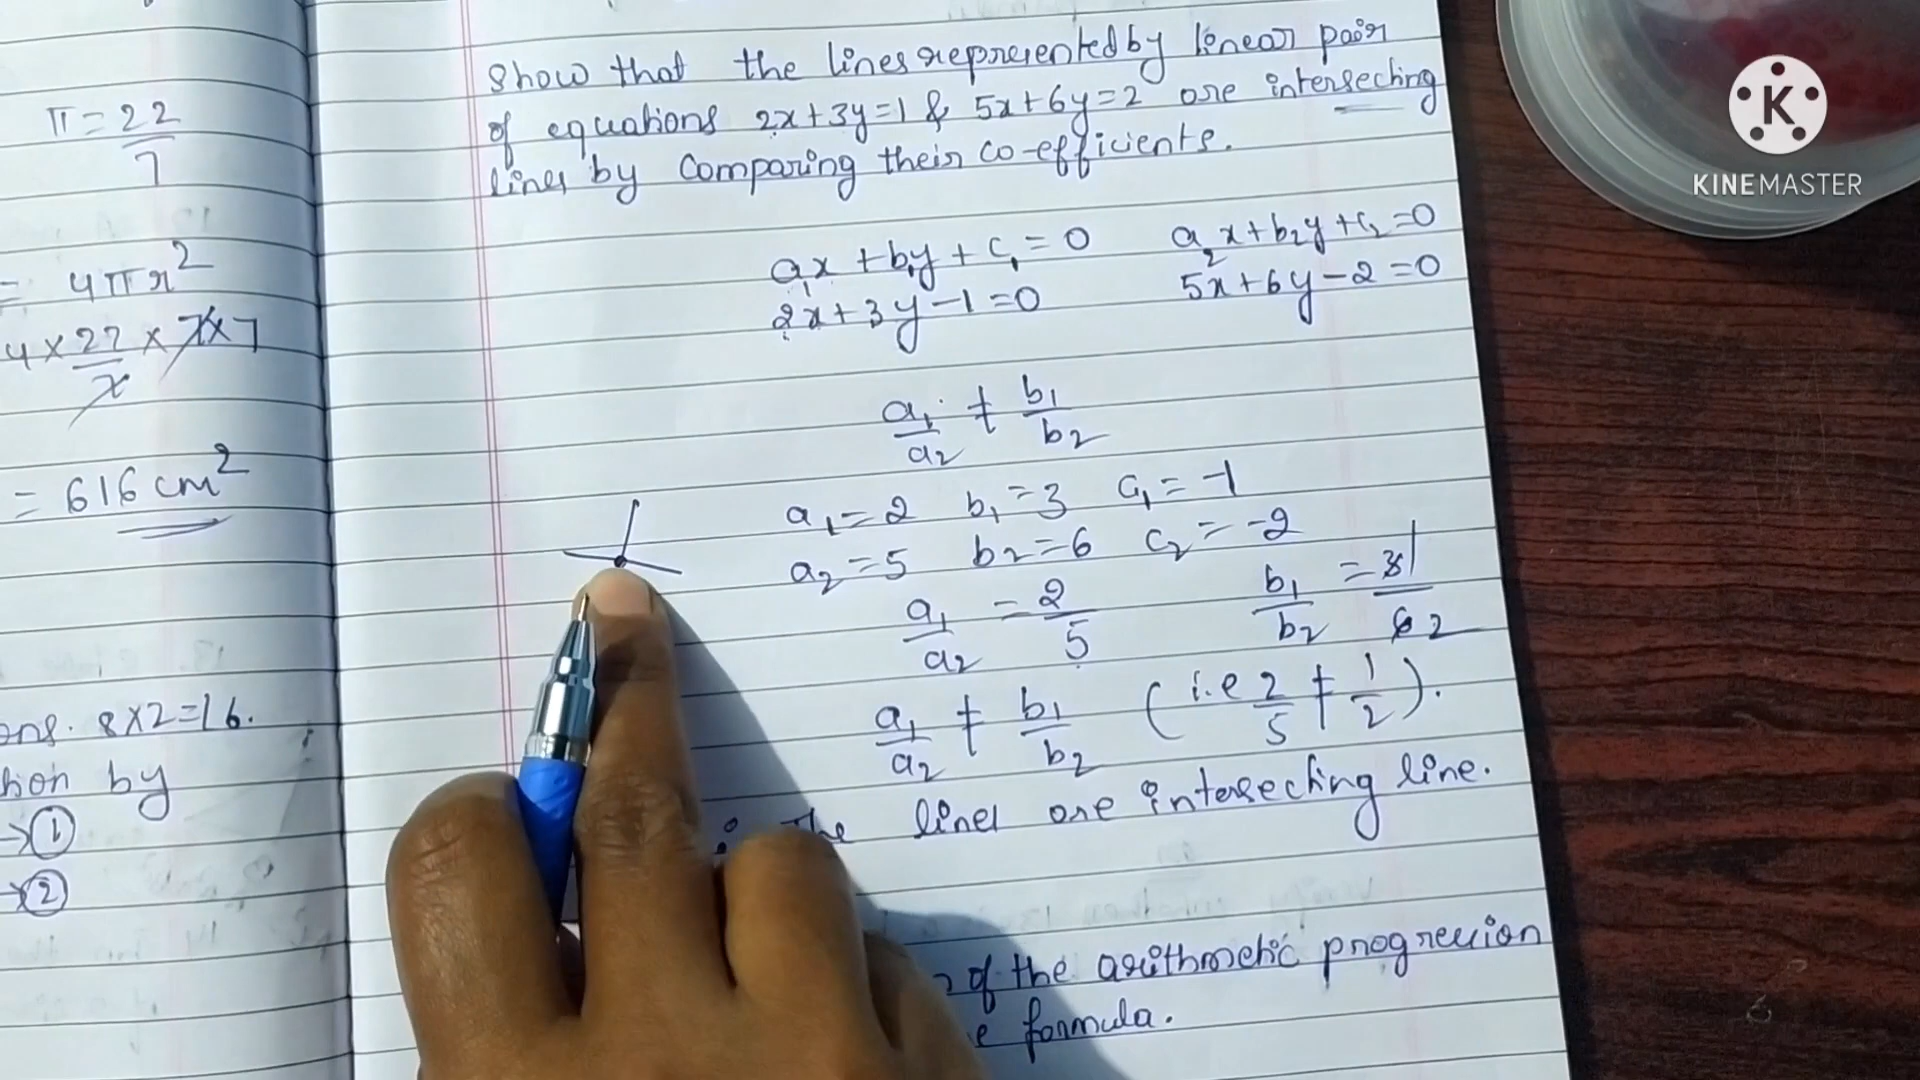 π = 22/7
= 4πr²
4 × 22/7 × 7 × 7
= 616 cm²
ons. 8×2=16.
tion by
→①
→②
Show that the lines represented by linear pair
of equations 2x+3y=1 & 5x+6y=2 are intersecting
lines by comparing their co-efficients.
a₁x + b₁y + c₁ = 0
a₂x + b₂y + c₂ = 0
2x + 3y - 1 = 0
5x + 6y - 2 = 0
a₁/a₂ ≠ b₁/b₂
a₁ = 2 b₁ = 3 c₁ = -1
a₂ = 5 b₂ = 6 c₂ = -2
a₁/a₂ = 2/5 b₁/b₂ = 3 1/6 2
a₁/a₂ ≠ b₁/b₂ (i.e 2/5 ≠ 1/2).
the lines are intersecting line.
of the arithmetic progression
formula.
K
KINEMASTER